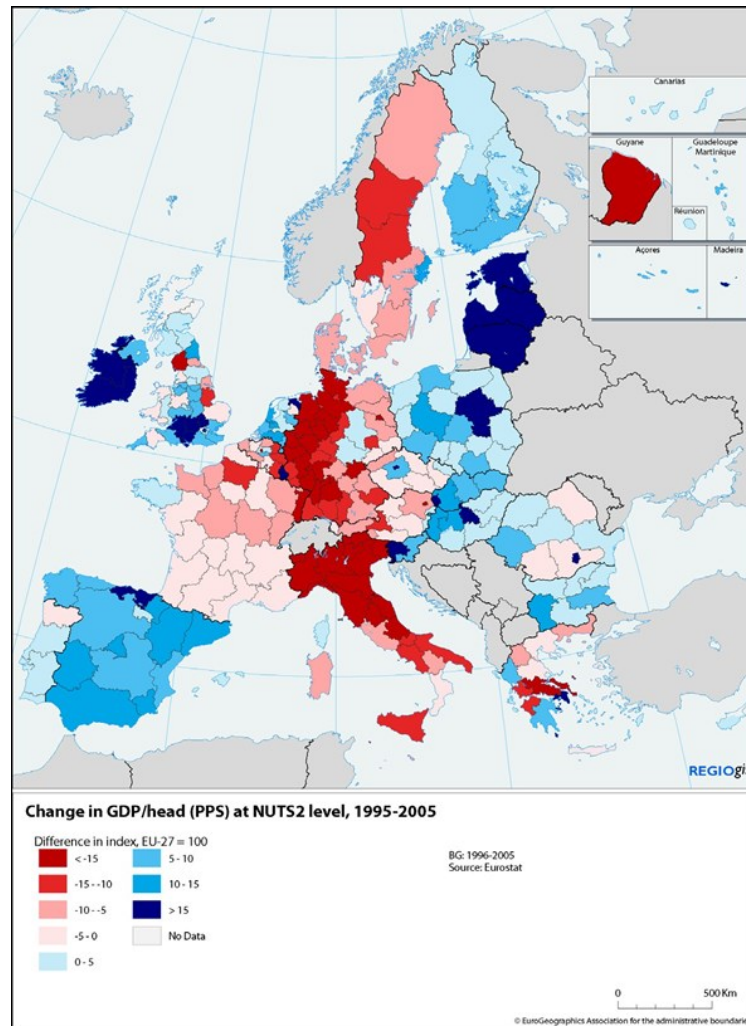 Canarias
Guyane
Guadeloupe
Martinique
Réunion
Açores
Madeira
REGIOgis
Change in GDP/head (PPS) at NUTS2 level, 1995-2005
Difference in index, EU-27 = 100
< -15
-15 - -10
-10 - -5
-5 - 0
0 - 5
5 - 10
10 - 15
> 15
No Data
BG: 1996-2005
Source: Eurostat
0 500 Km
© EuroGeographics Association for the administrative boundaries